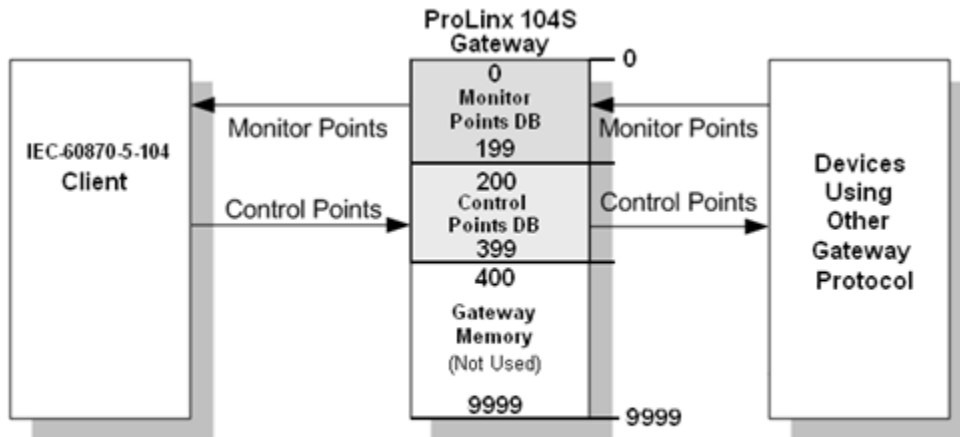 ProLinx 104S
Gateway
0
0
Monitor
Points DB
199
Monitor Points
Monitor Points
IEC-60870-5-104
Client
200
Control
Points DB
399
Control Points
Control Points
400
Gateway
Memory
(Not Used)
9999
9999
Devices
Using
Other
Gateway
Protocol